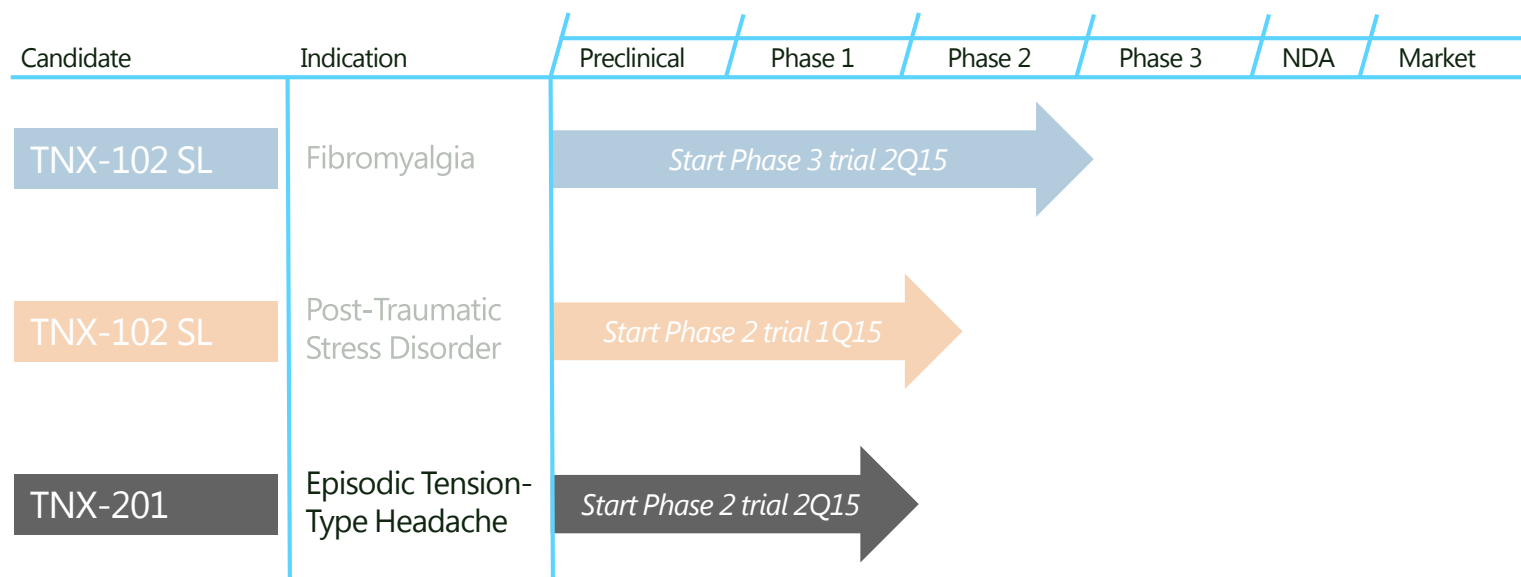 Candidate Indication Preclinical Phase 1 Phase 2 Phase 3 NDA Market
TNX-102 SL Fibromyalgia Start Phase 3 trial 2Q15
TNX-102 SL Post-Traumatic
Stress Disorder Start Phase 2 trial 1Q15
TNX-201 Episodic Tension-
Type Headache Start Phase 2 trial 2Q15